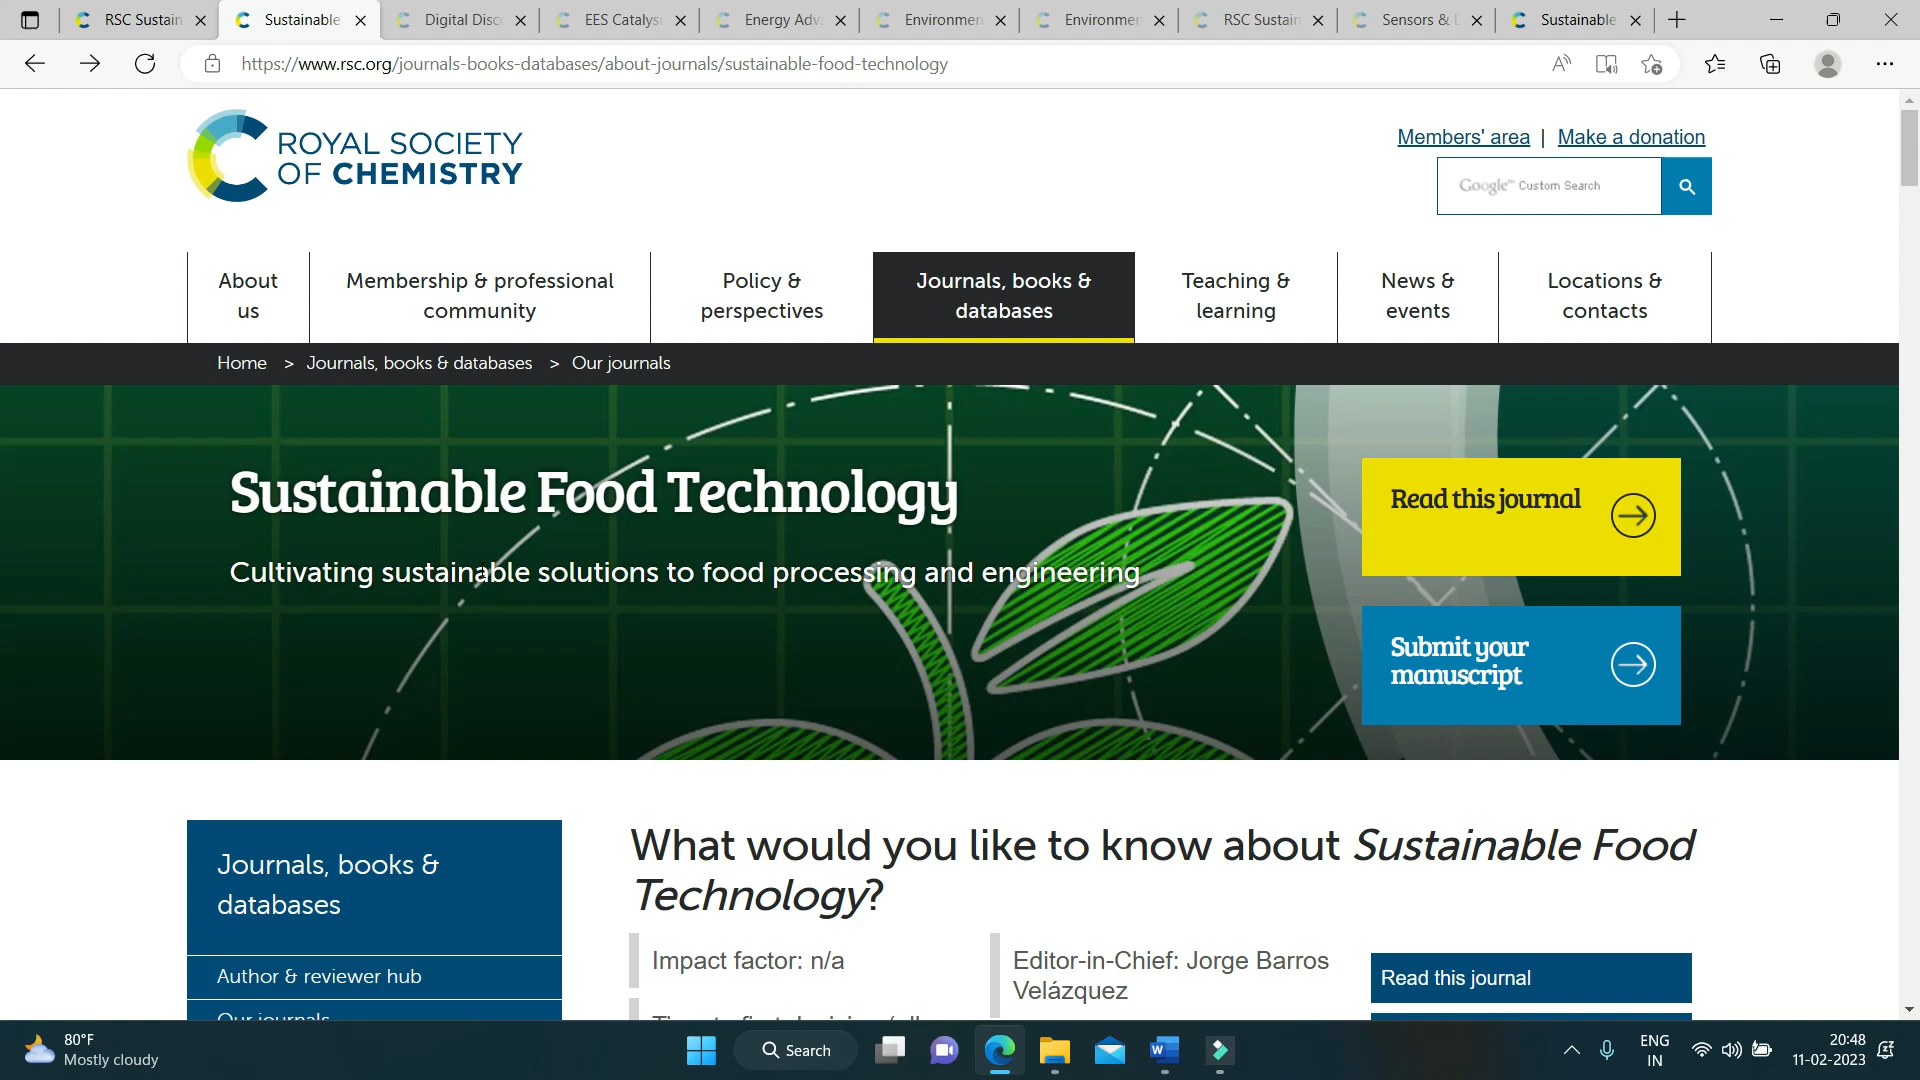 RSC Sustain
Sustainable
Digital Disc
EES Catalys
Energy Adv
Environmen
Environmen
RSC Sustain
Sensors & D
Sustainable
https://www.rsc.org/journals-books-databases/about-journals/sustainable-food-technology
ROYAL SOCIETY
OF CHEMISTRY
Members' area | Make a donation
Google™ Custom Search
About
us
Membership & professional
community
Policy &
perspectives
Journals, books &
databases
Teaching &
learning
News &
events
Locations &
contacts
Home > Journals, books & databases > Our journals
Sustainable Food Technology
Cultivating sustainable solutions to food processing and engineering
Read this journal
Submit your
manuscript
Journals, books &
databases
Author & reviewer hub
Our journals
What would you like to know about Sustainable Food
Technology?
Impact factor: n/a
Editor-in-Chief: Jorge Barros
Velázquez
Read this journal
80°F
Mostly cloudy
Search
ENG
IN
20:48
11-02-2023